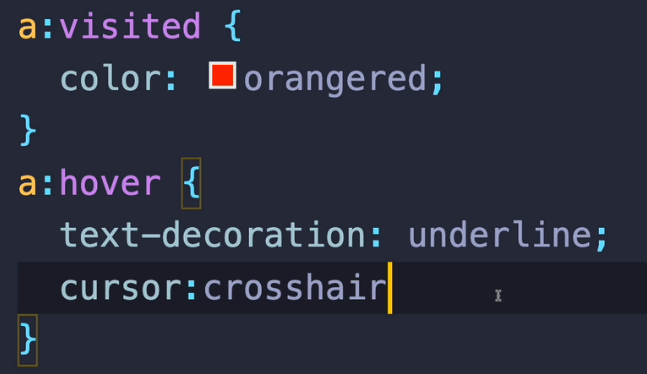 a:visited {
  color: orangered;
}
a:hover {
  text-decoration: underline;
  cursor:crosshair
}